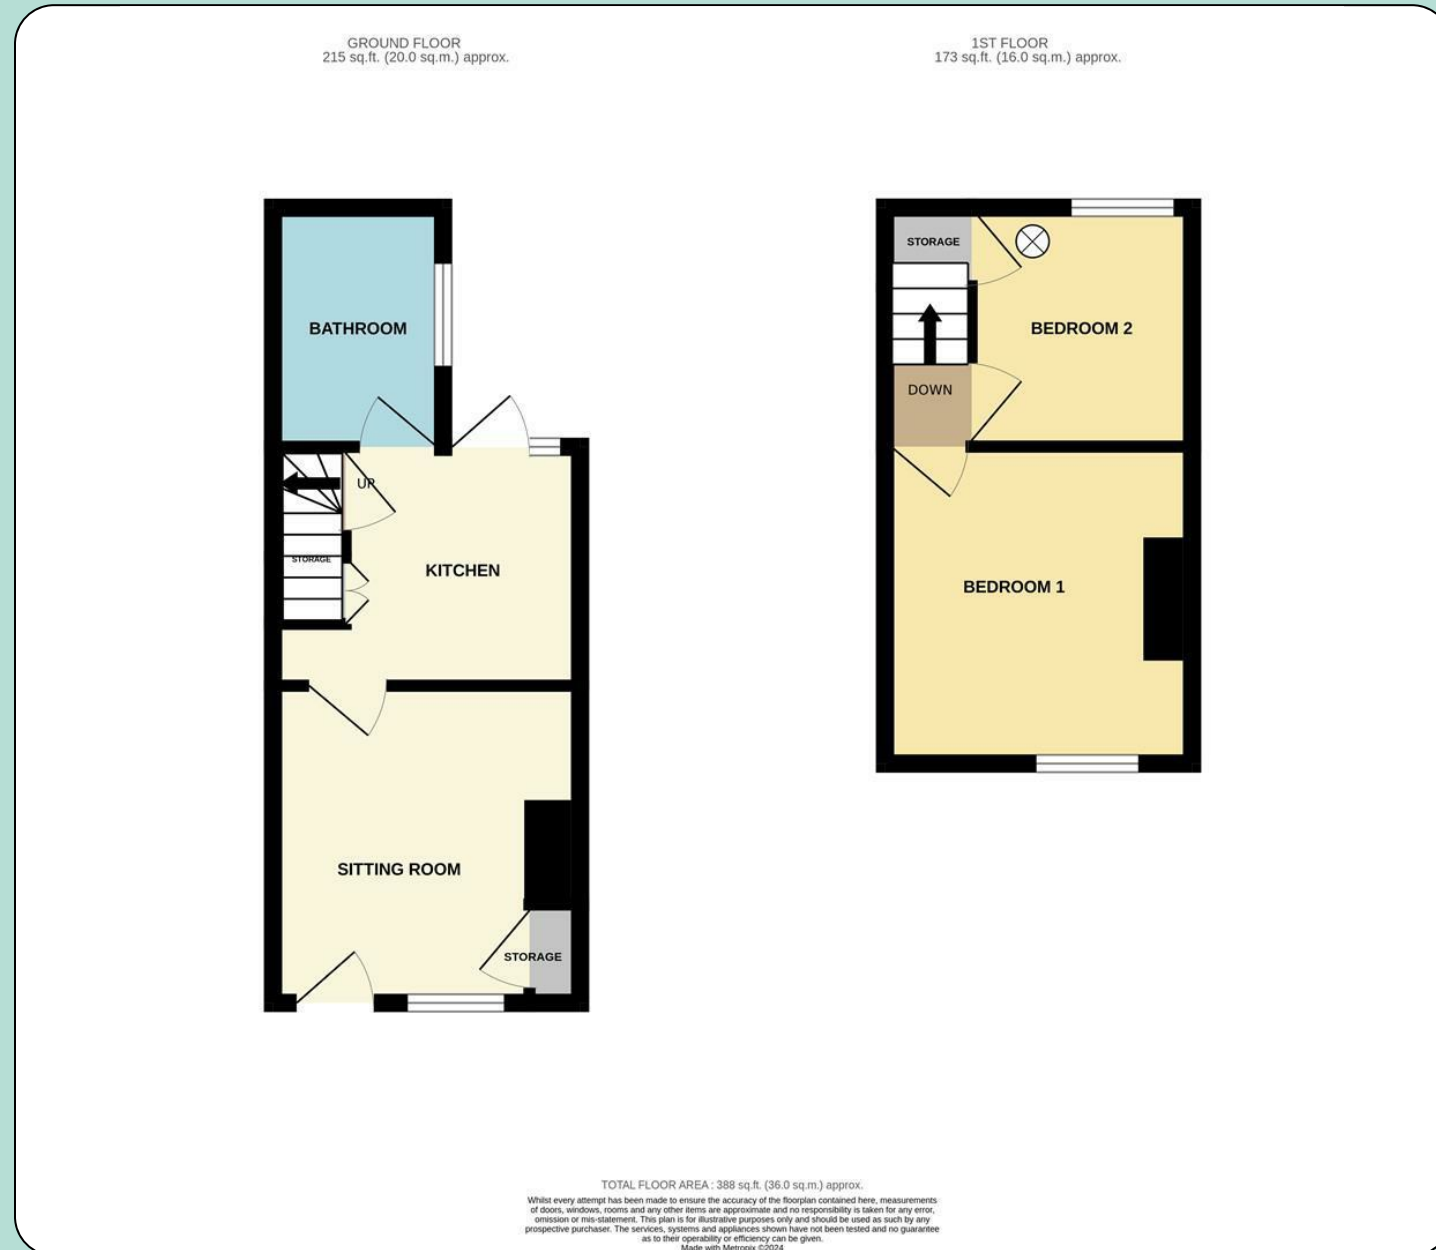 GROUND FLOOR
215 sq.ft. (20.0 sq.m.) approx.
1ST FLOOR
173 sq.ft. (16.0 sq.m.) approx.
BATHROOM
UP
STORAGE
KITCHEN
SITTING ROOM
STORAGE
STORAGE
BEDROOM 2
DOWN
BEDROOM 1
TOTAL FLOOR AREA : 388 sq.ft. (36.0 sq.m.) approx.
Whilst every attempt has been made to ensure the accuracy of the floorplan contained here, measurements
of doors, windows, rooms and any other items are approximate and no responsibility is taken for any error,
omission or mis-statement. This plan is for illustrative purposes only and should be used as such by any
prospective purchaser. The services, systems and appliances shown have not been tested and no guarantee
as to their operability or efficiency can be given.
Made with Metropix ©2024